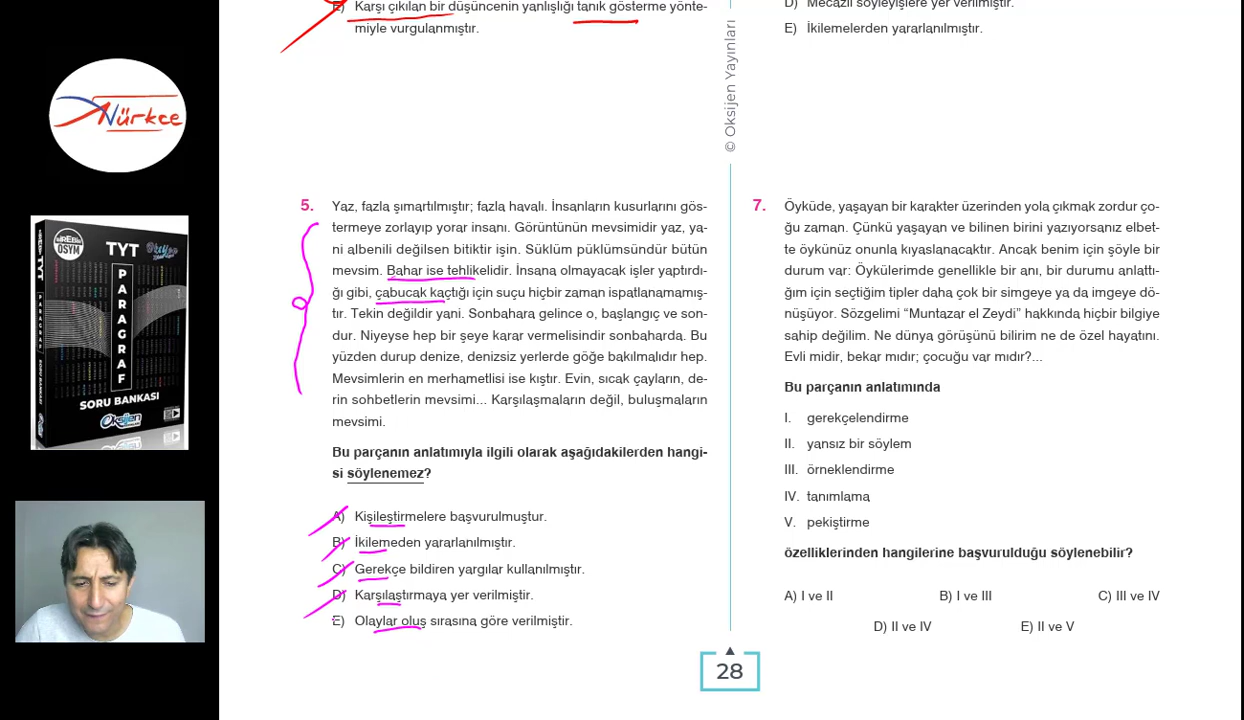 E) Karşı çıkılan bir düşüncenin yanlışlığı tanık gösterme yönte-
miyle vurgulanmıştır.
D) Mecazlı söyleyişlere yer verilmiştir.
E) İkilemelerden yararlanılmıştır.
© Oksijen Yayınları
Nürkce
BİREBİR
ÖSYM
TYT
PARAGRAF
SORU BANKASI
Oksijen
TYT PARAGRAF
5. Yaz, fazla şımartılmıştır; fazla havalı. İnsanların kusurlarını gös-
termeye zorlayıp yorar insanı. Görüntünün mevsimidir yaz, ya-
ni albenili değilsen bitiktir işin. Süklüm püklümsündür bütün
mevsim. Bahar ise tehlikelidir. İnsana olmayacak işler yaptırdı-
ğı gibi, çabucak kaçtığı için suçu hiçbir zaman ispatlanamamış-
tır. Tekin değildir yani. Sonbahara gelince o, başlangıç ve son-
dur. Niyeyse hep bir şeye karar vermelisindir sonbaharda. Bu
yüzden durup denize, denizsiz yerlerde göğe bakılmalıdır hep.
Mevsimlerin en merhametlisi ise kıştır. Evin, sıcak çayların, de-
rin sohbetlerin mevsimi... Karşılaşmaların değil, buluşmaların
mevsimi.
Bu parçanın anlatımıyla ilgili olarak aşağıdakilerden hangi-
si söylenemez?
A) Kişileştirmelere başvurulmuştur.
B) İkilemeden yararlanılmıştır.
C) Gerekçe bildiren yargılar kullanılmıştır.
D) Karşılaştırmaya yer verilmiştir.
E) Olaylar oluş sırasına göre verilmiştir.
7. Öyküde, yaşayan bir karakter üzerinden yola çıkmak zordur ço-
ğu zaman. Çünkü yaşayan ve bilinen birini yazıyorsanız elbet-
te öykünüz onunla kıyaslanacaktır. Ancak benim için şöyle bir
durum var: Öykülerimde genellikle bir anı, bir durumu anlattı-
ğım için seçtiğim tipler daha çok bir simgeye ya da imgeye dö-
nüşüyor. Sözgelimi “Muntazar el Zeydi” hakkında hiçbir bilgiye
sahip değilim. Ne dünya görüşünü bilirim ne de özel hayatını.
Evli midir, bekar mıdır; çocuğu var mıdır?...
Bu parçanın anlatımında
I. gerekçelendirme
II. yansız bir söylem
III. örneklendirme
IV. tanımlama
V. pekiştirme
özelliklerinden hangilerine başvurulduğu söylenebilir?
A) I ve II B) I ve III C) III ve IV
D) II ve IV E) II ve V
28